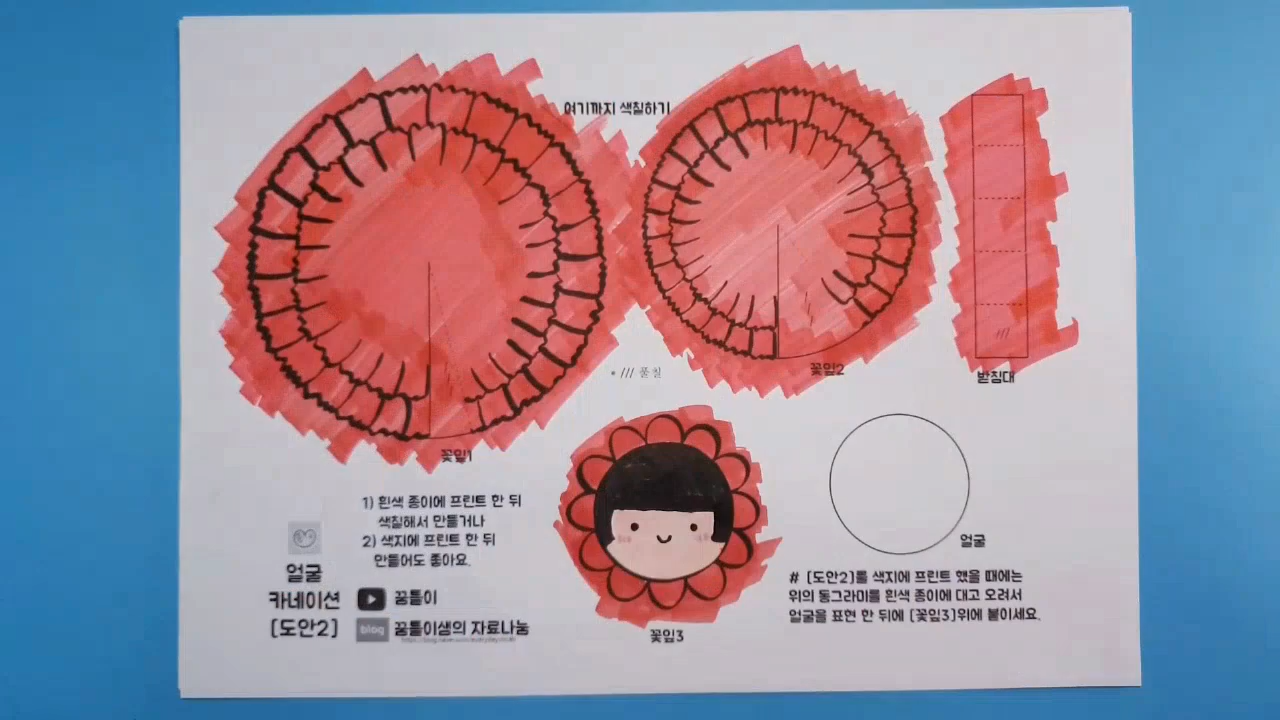 여기까지 색칠하기
* /// 풀칠
꽃잎1
꽃잎2
받침대
1) 흰색 종이에 프린트 한 뒤
색칠해서 만들거나
2) 색지에 프린트 한 뒤
만들어도 좋아요.
얼굴
카네이션
[도안2]
꿈틀이
blog 꿈틀이샘의 자료나눔
꽃잎3
얼굴
# [도안2]를 색지에 프린트 했을 때에는
위의 동그라미를 흰색 종이에 대고 오려서
얼굴을 표현 한 뒤에 [꽃잎3]위에 붙이세요.